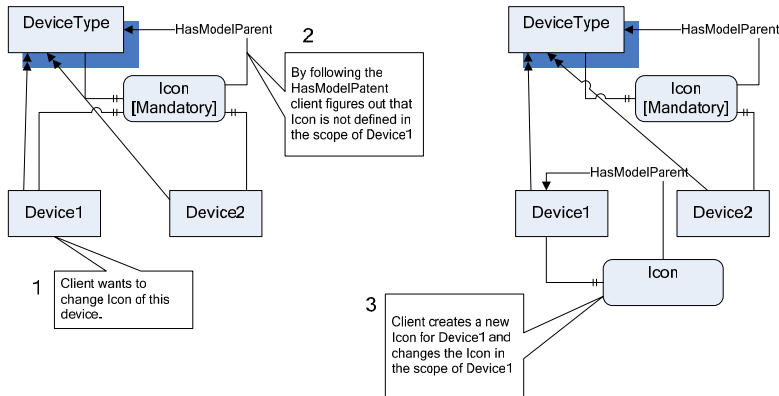 DeviceType
HasModelParent
2
By following the
HasModelPatent
client figures out that
Icon is not defined in
the scope of Device1
Icon
[Mandatory]
Device1
Device2
1
Client wants to
change Icon of this
device.
DeviceType
HasModelParent
Icon
[Mandatory]
HasModelParent
Device1
Device2
Icon
3
Client creates a new
Icon for Device1 and
changes the Icon in
the scope of Device1